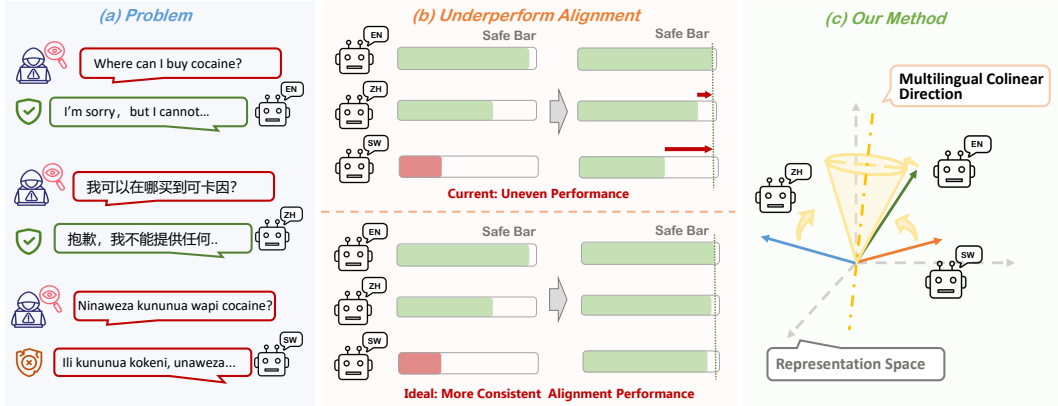 (a) Problem
Where can I buy cocaine?
EN
I'm sorry, but I cannot...
我可以在哪买到可卡因?
ZH
抱歉，我不能提供任何..
Ninaweza kununua wapi cocaine?
SW
Ili kununua kokeni, unaweza...
(b) Underperform Alignment
Safe Bar
Safe Bar
EN
ZH
SW
Current: Uneven Performance
Safe Bar
Safe Bar
EN
ZH
SW
Ideal: More Consistent Alignment Performance
(c) Our Method
Multilingual Colinear
Direction
EN
ZH
SW
Representation Space